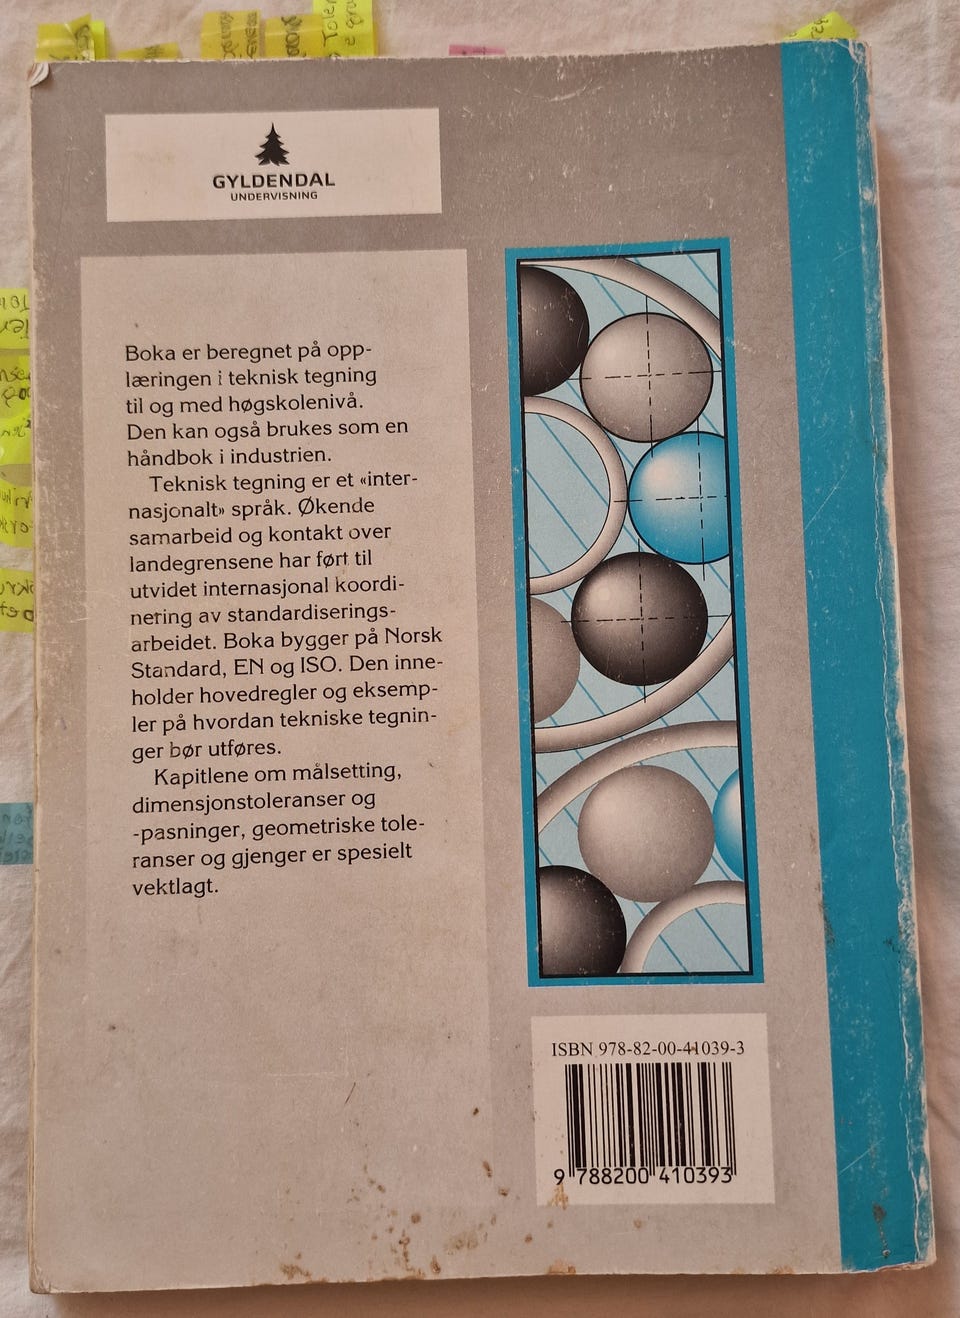 Toler
GYLDENDAL
UNDERVISNING
Boka er beregnet på opp-
læringen i teknisk tegning
til og med høgskolenivå.
Den kan også brukes som en
håndbok i industrien.
Teknisk tegning er et «inter-
nasjonalt» språk. Økende
samarbeid og kontakt over
landegrensene har ført til
utvidet internasjonal koordi-
nering av standardiserings-
arbeidet. Boka bygger på Norsk
Standard, EN og ISO. Den inne-
holder hovedregler og eksemp-
ler på hvordan tekniske tegnin-
ger bør utføres.
Kapitlene om målsetting,
dimensjonstoleranser og
-pasninger, geometriske tole-
ranser og gjenger er spesielt
vektlagt.
ISBN 978-82-00-41039-3
9 788200 410393